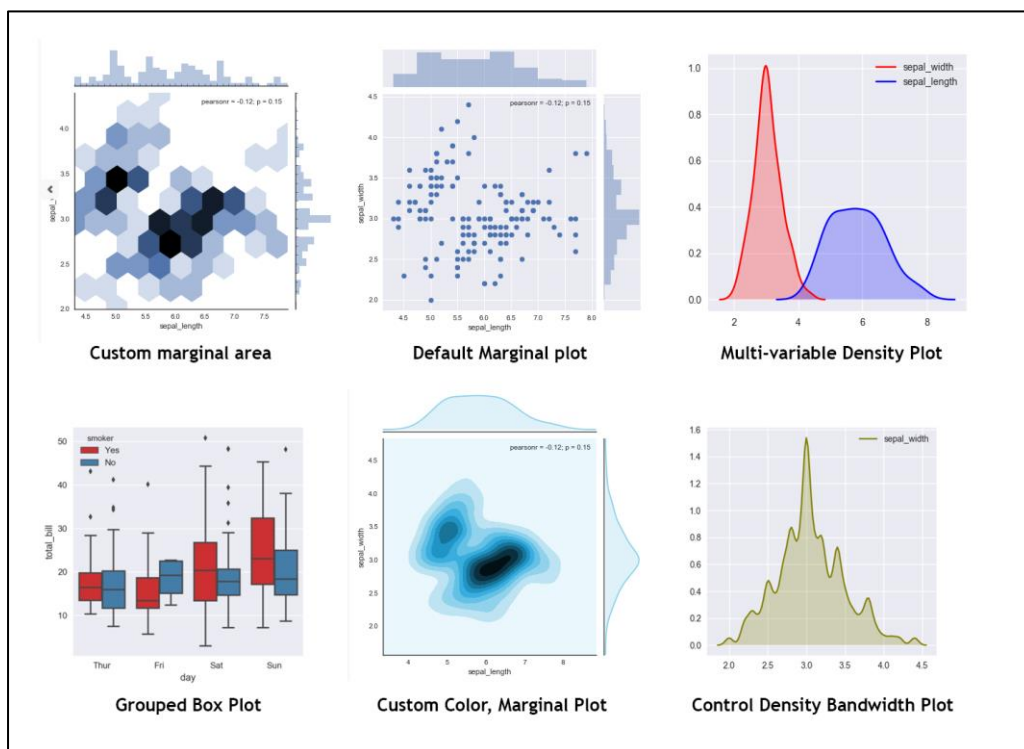 pearsonr = -0.12; p = 0.15
4.0
3.5
3.0
2.5
2.0
4.5 5.0 5.5 6.0 6.5 7.0 7.5
sepal_length
Custom marginal area
pearsonr = -0.12; p = 0.15
4.5
4.0
3.5
3.0
2.5
2.0
sepal_width
4.5 5.0 5.5 6.0 6.5 7.0 7.5 8.0
sepal_length
Default Marginal plot
sepal_width
sepal_length
1.0
0.8
0.6
0.4
0.2
0.0
2 4 6 8
Multi-variable Density Plot
smoker
Yes
No
50
40
30
20
10
total_bill
Thur Fri Sat Sun
day
Grouped Box Plot
pearsonr = -0.12; p = 0.15
4.5
4.0
3.5
3.0
2.5
2.0
sepal_width
4 5 6 7 8
sepal_length
Custom Color, Marginal Plot
sepal_width
1.6
1.4
1.2
1.0
0.8
0.6
0.4
0.2
0.0
2.0 2.5 3.0 3.5 4.0 4.5
Control Density Bandwidth Plot